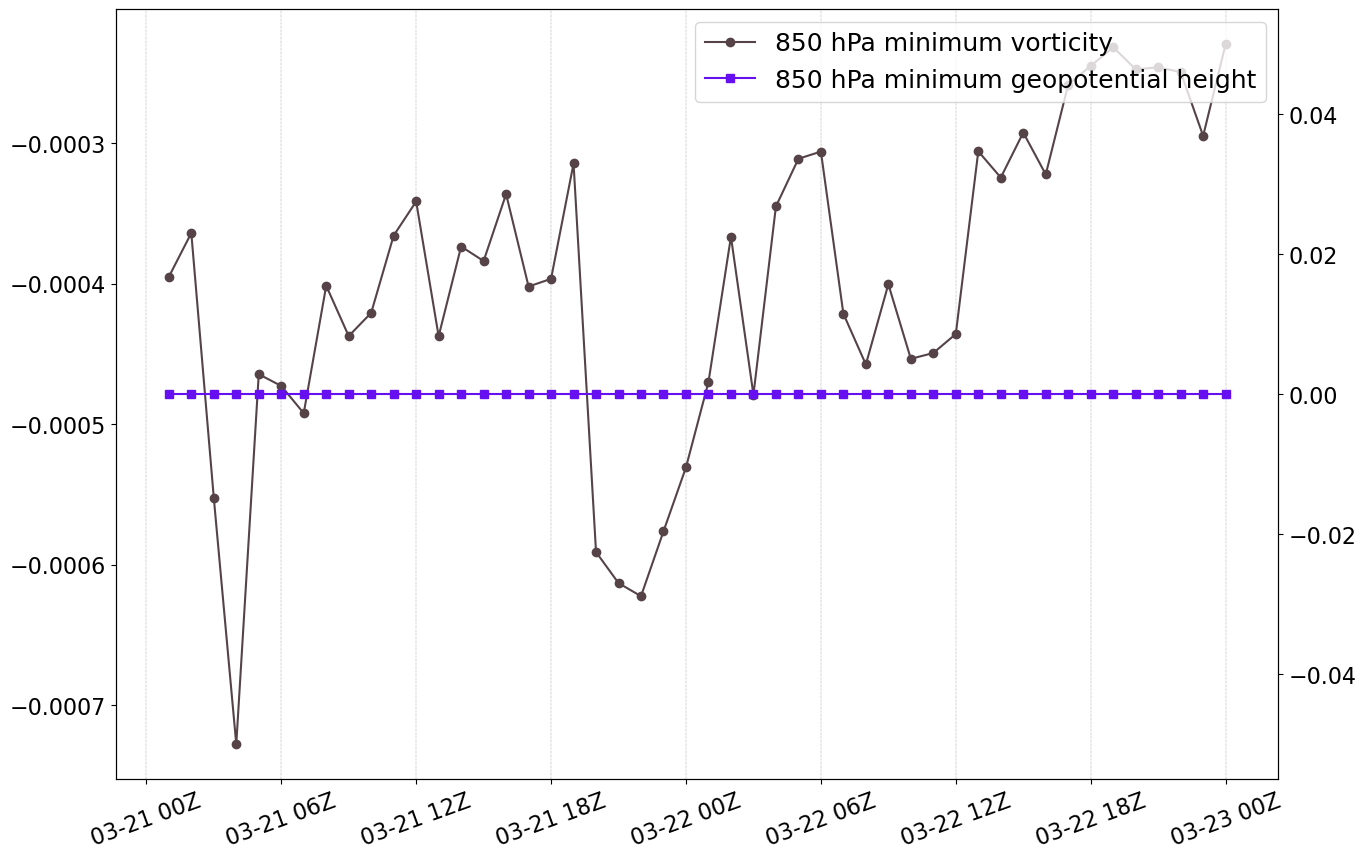 850 hPa minimum vorticity
850 hPa minimum geopotential height
−0.0003
−0.0004
−0.0005
−0.0006
−0.0007
0.04
0.02
0.00
−0.02
−0.04
03-21 00Z
03-21 06Z
03-21 12Z
03-21 18Z
03-22 00Z
03-22 06Z
03-22 12Z
03-22 18Z
03-23 00Z